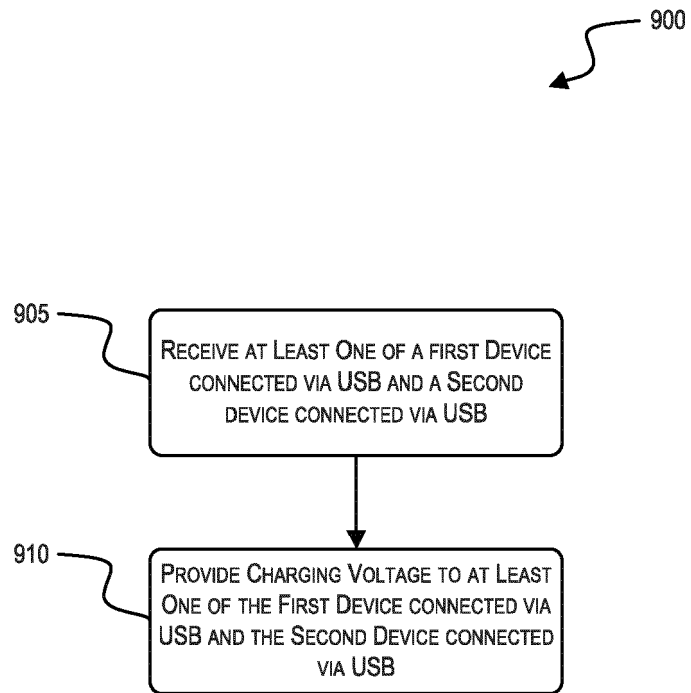 900
905
RECEIVE AT LEAST ONE OF A FIRST DEVICE
CONNECTED VIA USB AND A SECOND
DEVICE CONNECTED VIA USB
910
PROVIDE CHARGING VOLTAGE TO AT LEAST
ONE OF THE FIRST DEVICE CONNECTED VIA
USB AND THE SECOND DEVICE CONNECTED
VIA USB